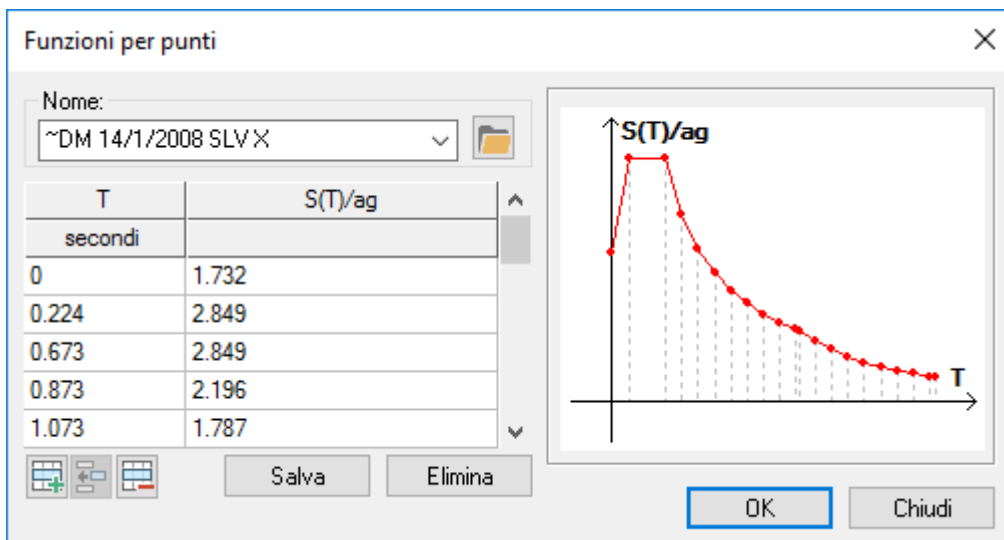 Funzioni per punti
Nome:
~DM 14/1/2008 SLV X
T S(T)/ag
secondi
0 1.732
0.224 2.849
0.673 2.849
0.873 2.196
1.073 1.787
Salva Elimina
S(T)/ag
T
OK Chiudi